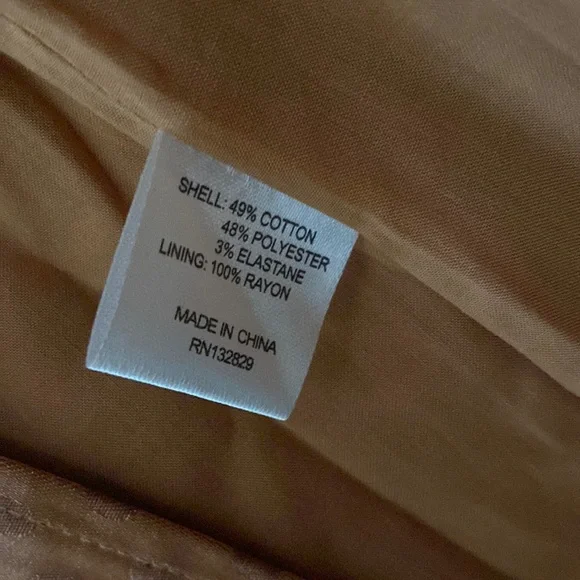 SHELL: 49% COTTON
48% POLYESTER
3% ELASTANE
LINING: 100% RAYON
MADE IN CHINA
RN132829